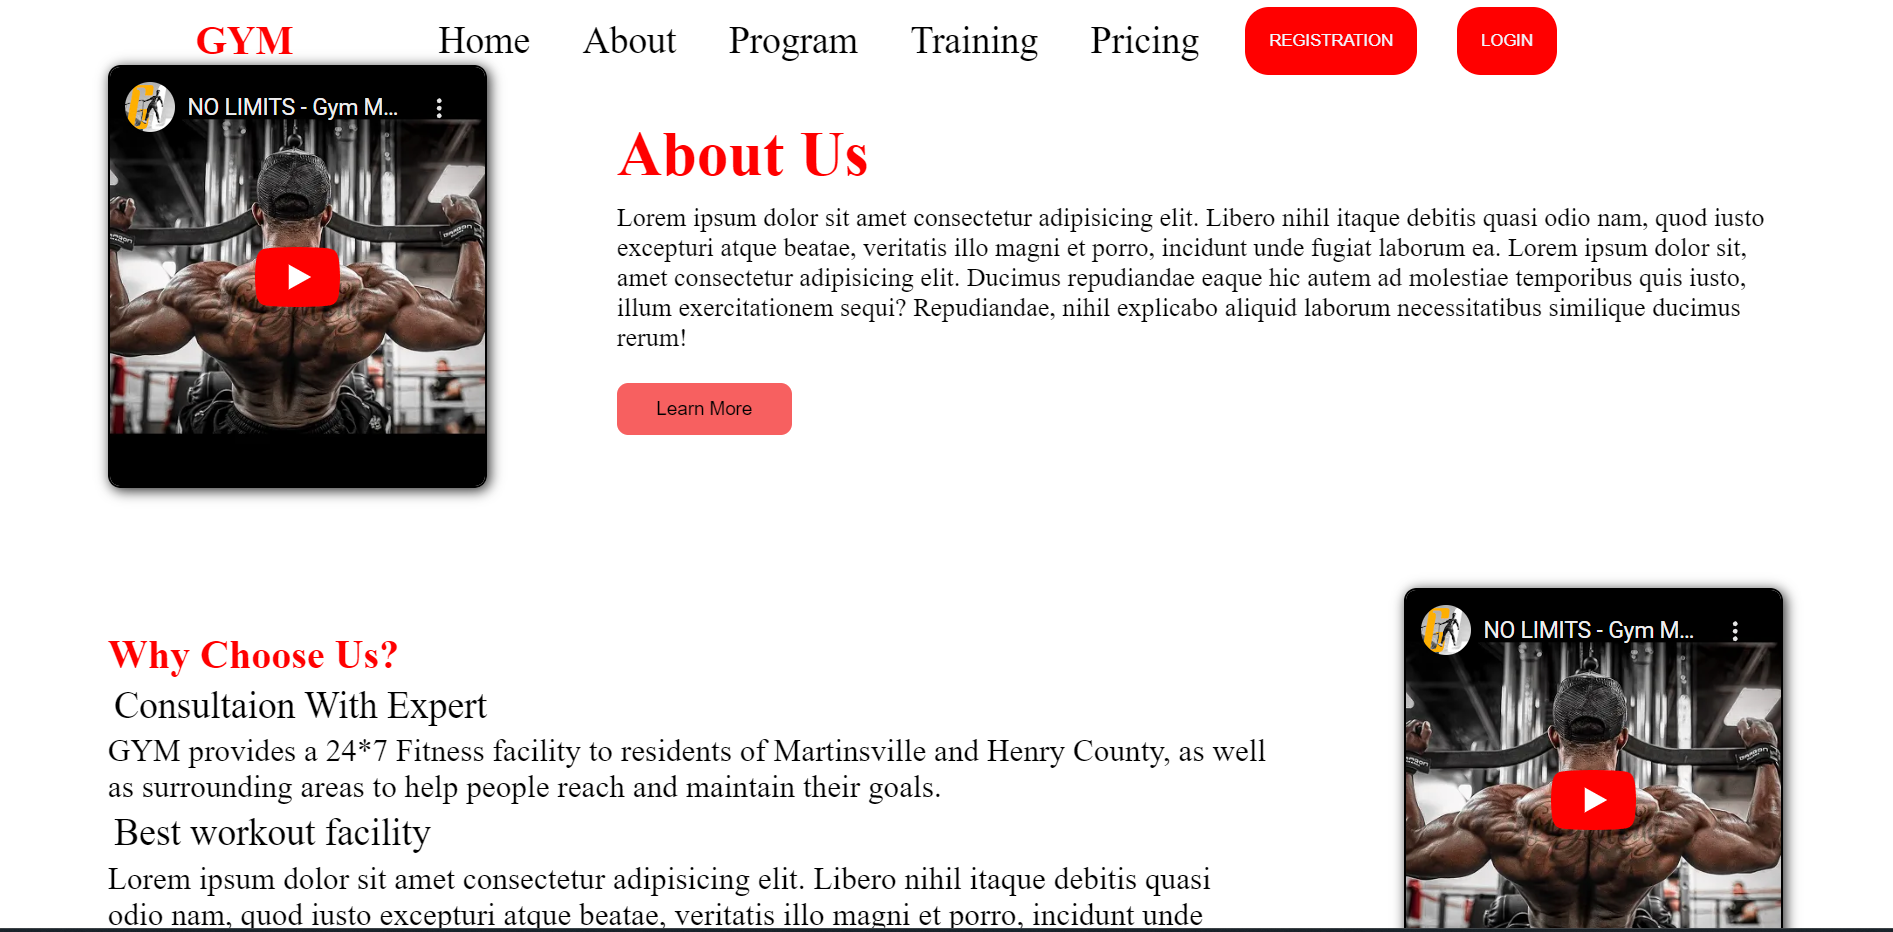 GYM Home About Program Training Pricing REGISTRATION LOGIN
NO LIMITS - Gym M...
About Us
Lorem ipsum dolor sit amet consectetur adipisicing elit. Libero nihil itaque debitis quasi odio nam, quod iusto
excepturi atque beatae, veritatis illo magni et porro, incidunt unde fugiat laborum ea. Lorem ipsum dolor sit,
amet consectetur adipisicing elit. Ducimus repudiandae eaque hic autem ad molestiae temporibus quis iusto,
illum exercitationem sequi? Repudiandae, nihil explicabo aliquid laborum necessitatibus similique ducimus
rerum!
Learn More
Why Choose Us?
Consultaion With Expert
GYM provides a 24*7 Fitness facility to residents of Martinsville and Henry County, as well
as surrounding areas to help people reach and maintain their goals.
Best workout facility
Lorem ipsum dolor sit amet consectetur adipisicing elit. Libero nihil itaque debitis quasi
odio nam, quod iusto excepturi atque beatae, veritatis illo magni et porro, incidunt unde
NO LIMITS - Gym M...